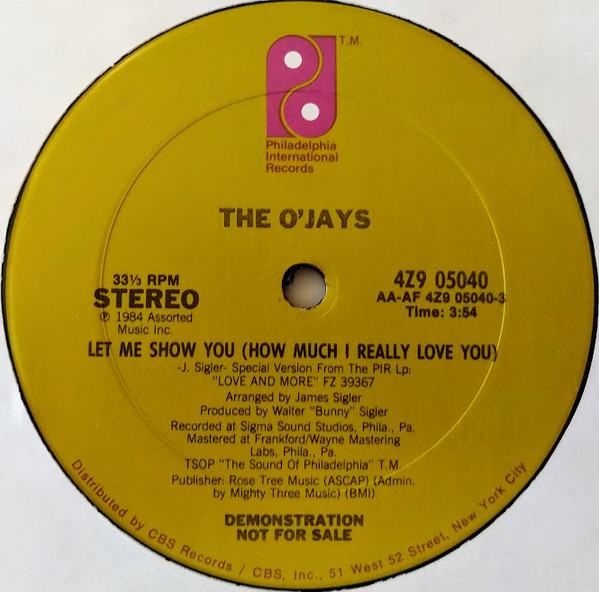 T.M.
Philadelphia
International
Records
THE O'JAYS
33⅓ RPM
STEREO
℗ 1984 Assorted
Music Inc.
4Z9 05040
AA-AF 4Z9 05040-3
Time: 3:54
LET ME SHOW YOU (HOW MUCH I REALLY LOVE YOU)
-J. Sigler- Special Version From The PIR Lp:
"LOVE AND MORE" FZ 39367
Arranged by James Sigler
Produced by Walter "Bunny" Sigler
Recorded at Sigma Sound Studios, Phila., Pa.
Mastered at Frankford/Wayne Mastering
Labs, Phila., Pa.
TSOP "The Sound Of Philadelphia" T.M.
Publisher: Rose Tree Music (ASCAP) (Admin.
by Mighty Three Music) (BMI)
DEMONSTRATION
NOT FOR SALE
Distributed by CBS Records / CBS, Inc., 51 West 52 Street, New York City